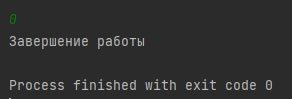 0
Завершение работы
Process finished with exit code 0